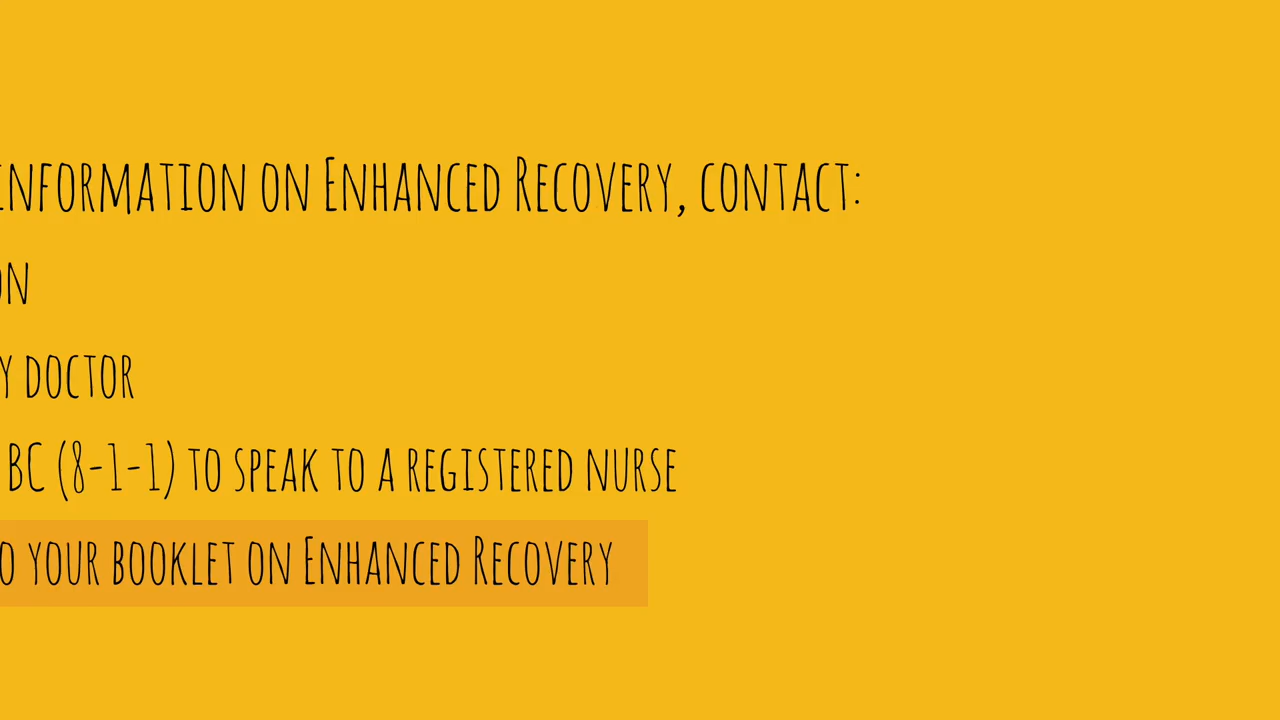 information on Enhanced Recovery, contact:
on
y doctor
BC (8-1-1) to speak to a registered nurse
o your booklet on Enhanced Recovery